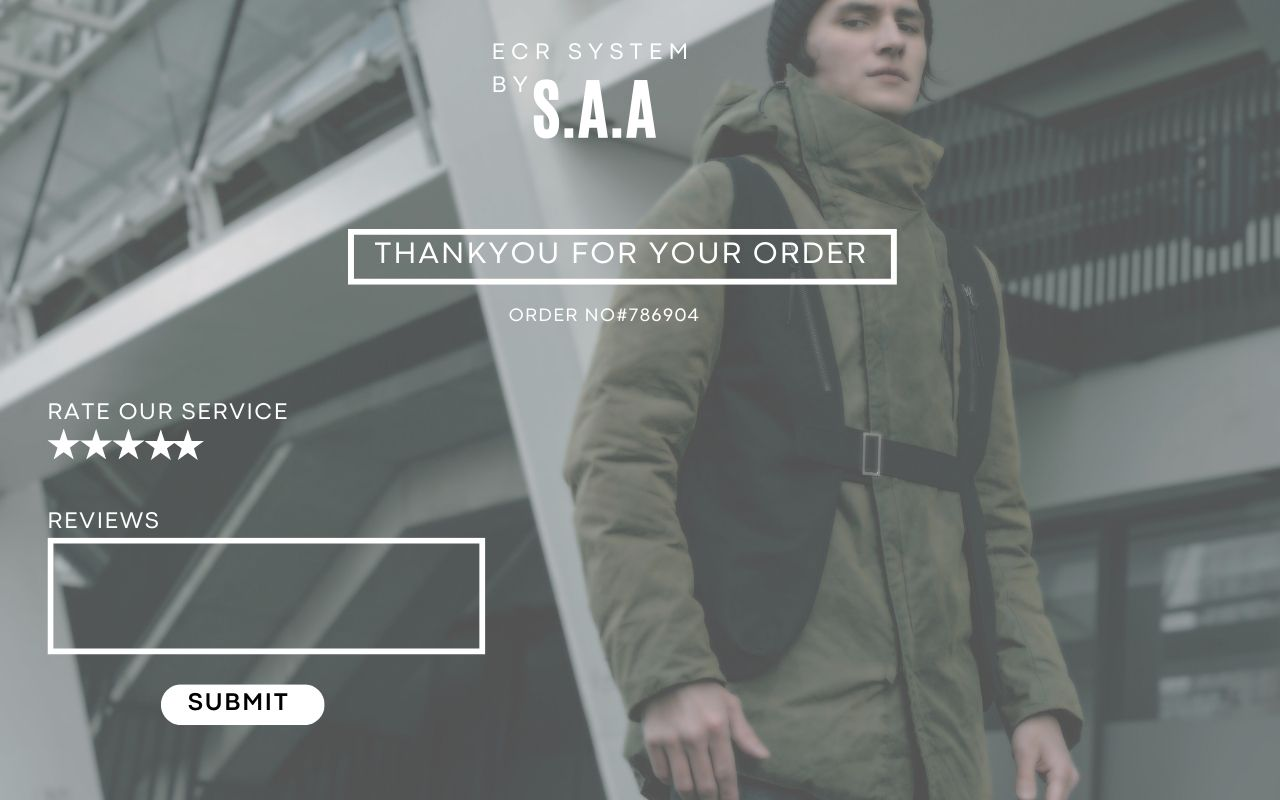 ECR SYSTEM
BY
S.A.A
THANKYOU FOR YOUR ORDER
ORDER NO#786904
RATE OUR SERVICE
REVIEWS
SUBMIT